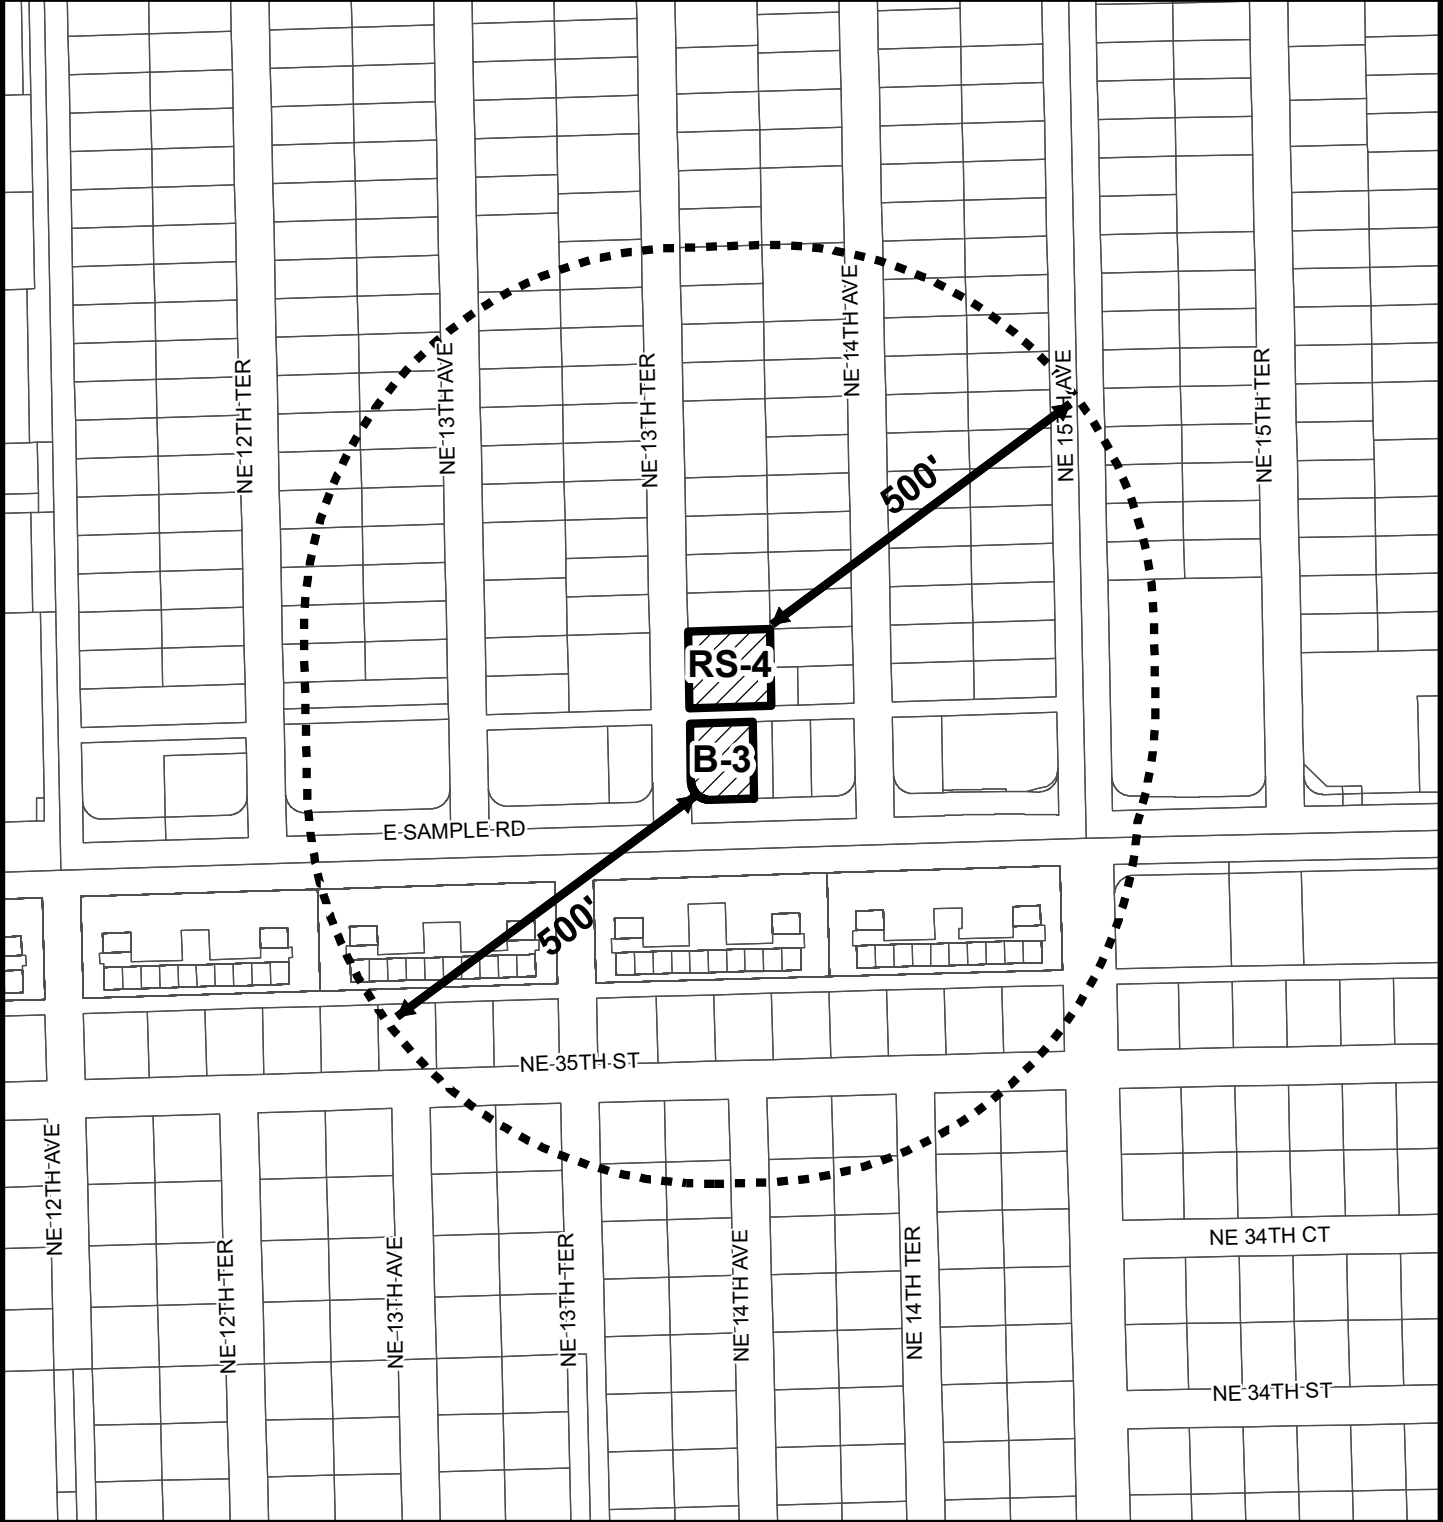 NE 14TH AVE
NE 12TH TER
NE 13TH AVE
NE 13TH TER
NE 15TH AVE
NE 15TH TER
500'
RS-4
B-3
E SAMPLE RD
500'
NE 35TH ST
NE 12TH AVE
NE 12TH TER
NE 13TH AVE
NE 13TH TER
NE 14TH AVE
NE 14TH TER
NE 34TH CT
NE 34TH ST